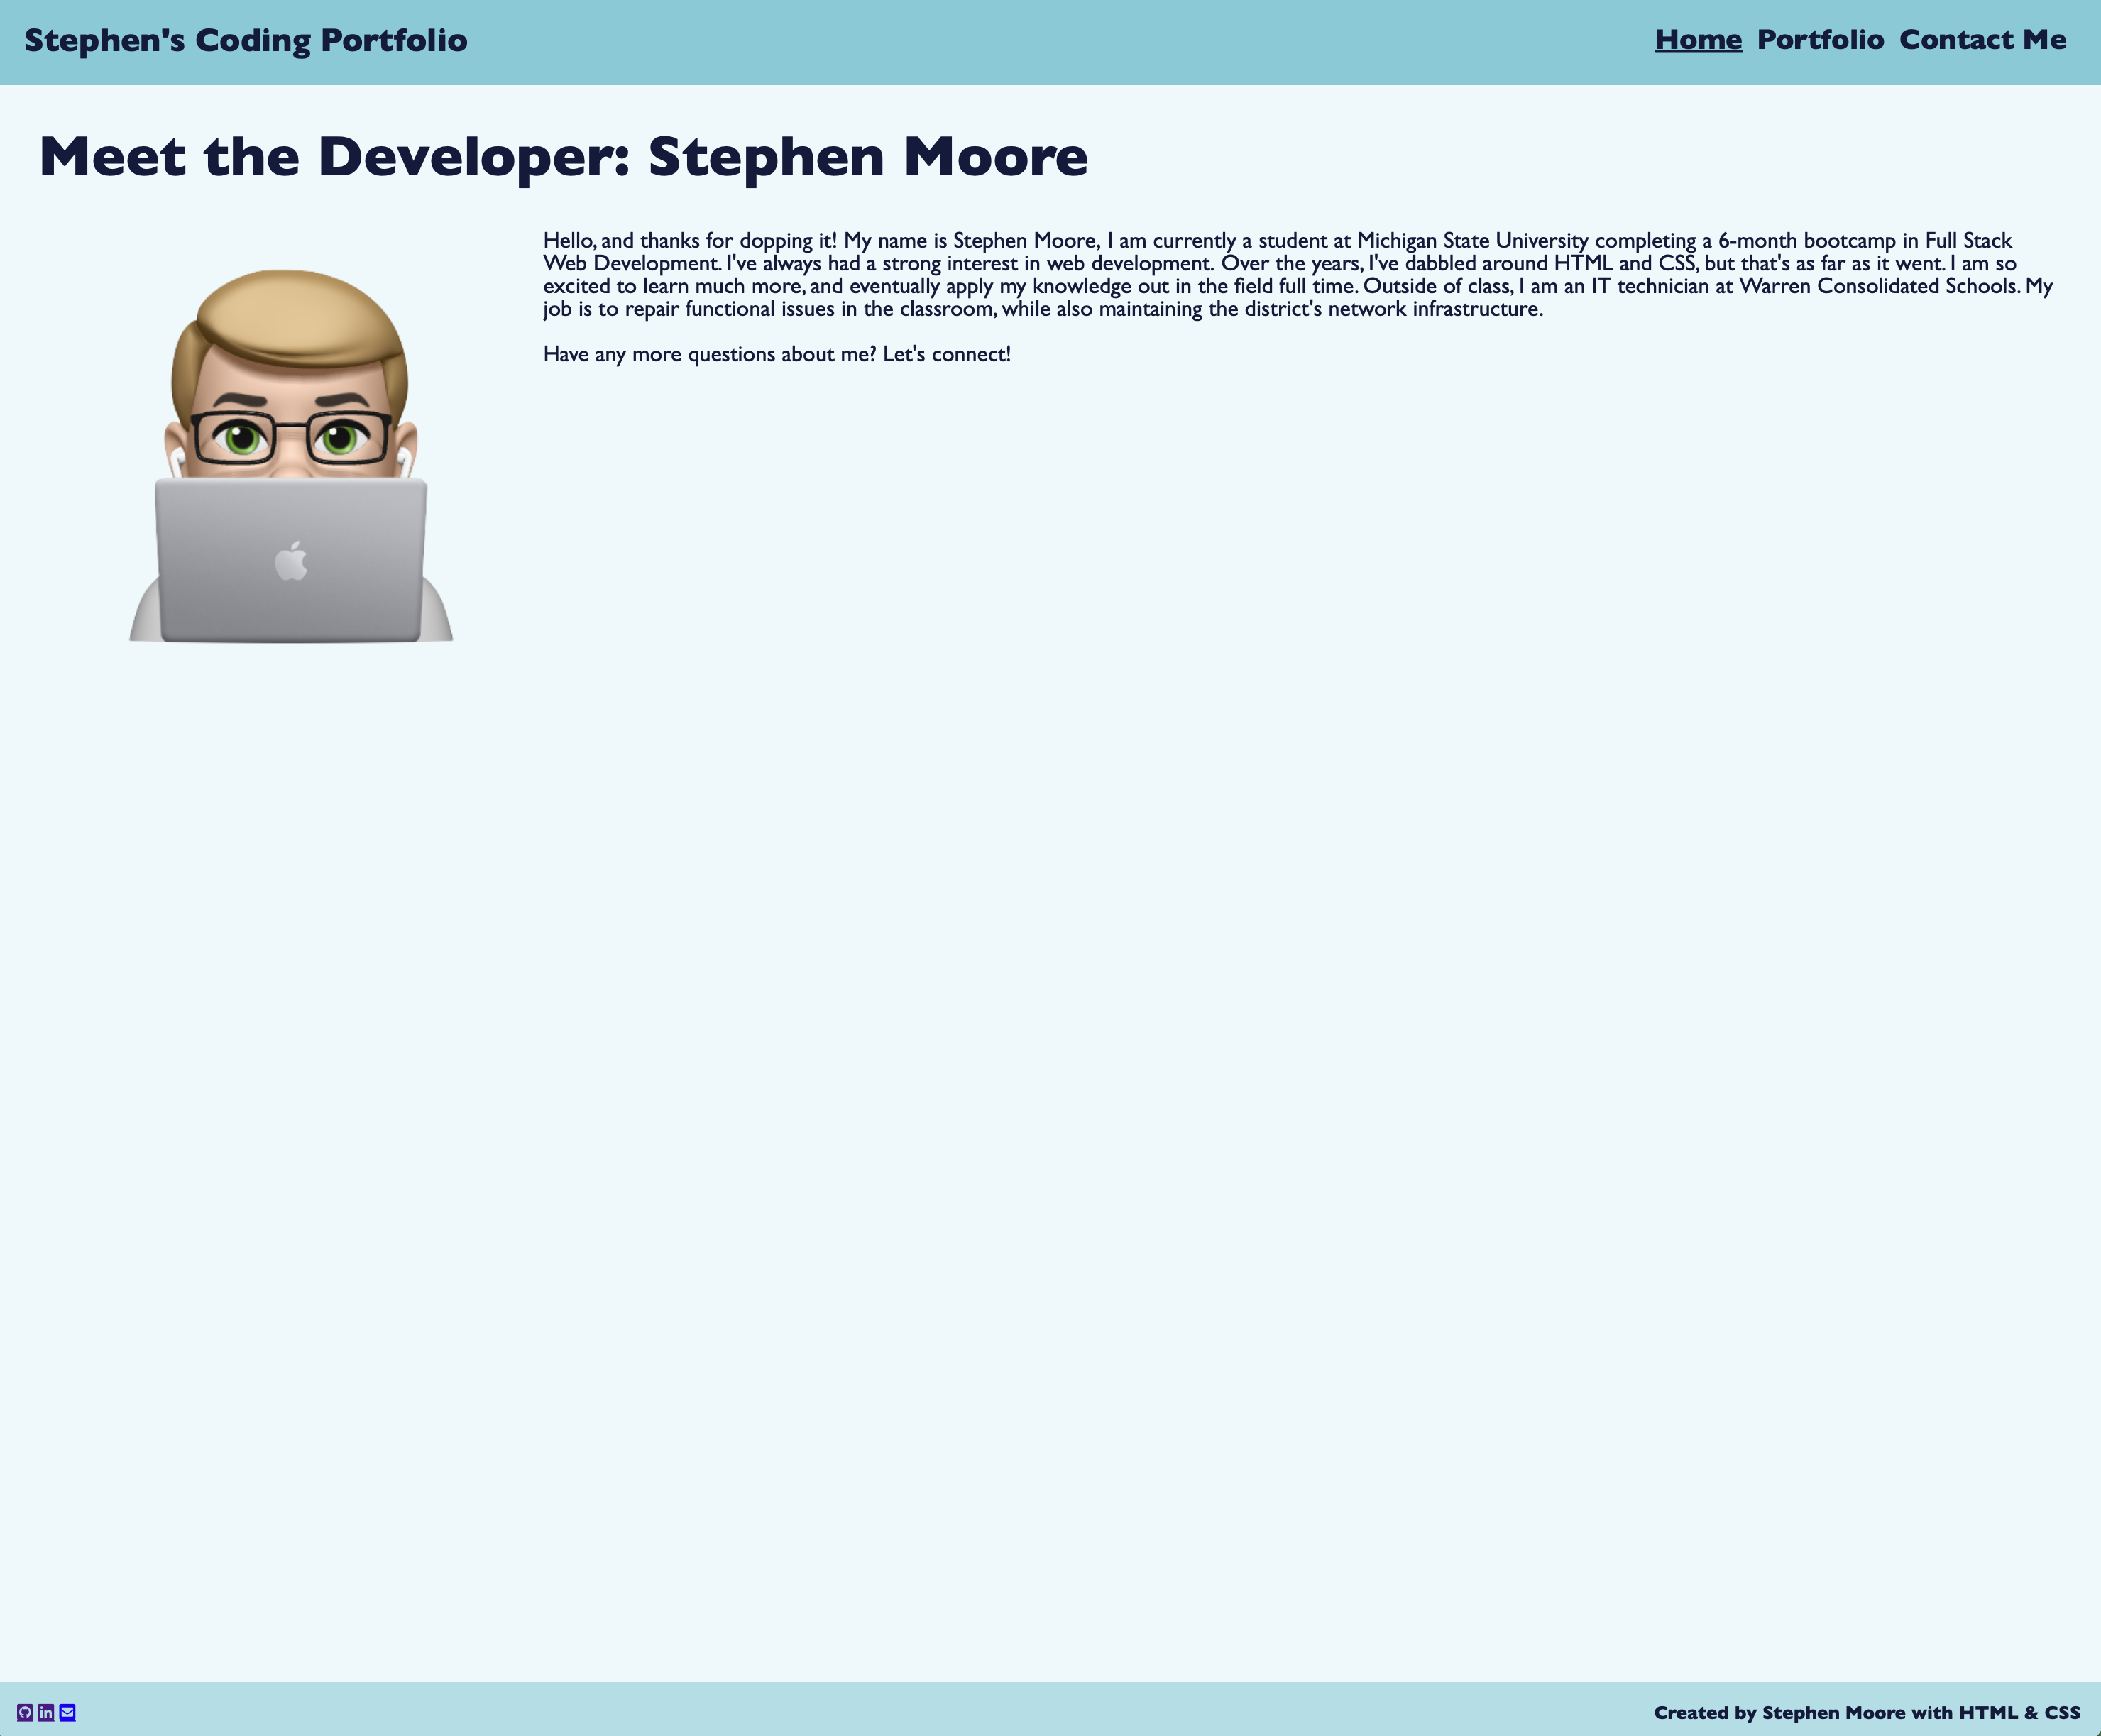 Stephen's Coding Portfolio
Home Portfolio Contact Me
Meet the Developer: Stephen Moore
Hello, and thanks for dopping it! My name is Stephen Moore, I am currently a student at Michigan State University completing a 6-month bootcamp in Full Stack
Web Development. I've always had a strong interest in web development. Over the years, I've dabbled around HTML and CSS, but that's as far as it went. I am so
excited to learn much more, and eventually apply my knowledge out in the field full time. Outside of class, I am an IT technician at Warren Consolidated Schools. My
job is to repair functional issues in the classroom, while also maintaining the district's network infrastructure.
Have any more questions about me? Let's connect!
in
Created by Stephen Moore with HTML & CSS